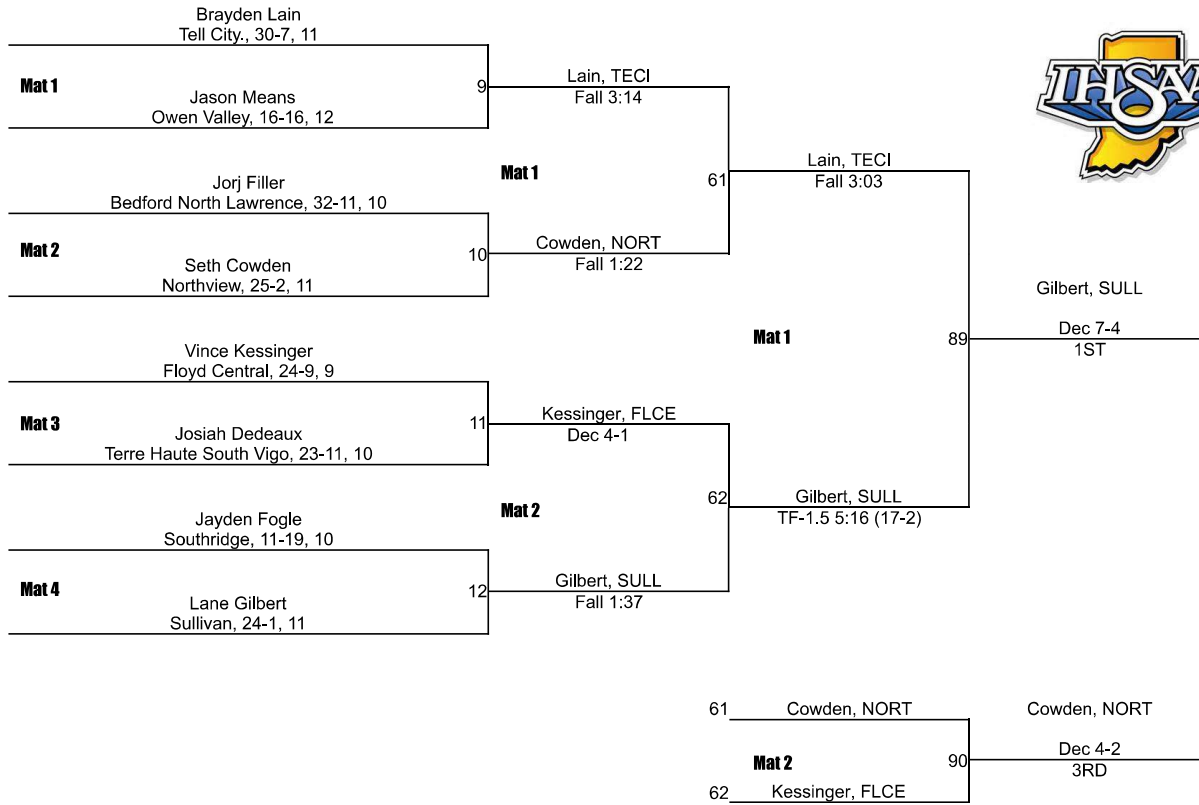 Brayden Lain
Tell City., 30-7, 11
Mat 1
Jason Means
Owen Valley, 16-16, 12
9
Lain, TECI
Fall 3:14
Jorj Filler
Bedford North Lawrence, 32-11, 10
Mat 2
Seth Cowden
Northview, 25-2, 11
10
Cowden, NORT
Fall 1:22
Mat 1
61
Lain, TECI
Fall 3:03
Vince Kessinger
Floyd Central, 24-9, 9
Mat 3
Josiah Dedeaux
Terre Haute South Vigo, 23-11, 10
11
Kessinger, FLCE
Dec 4-1
Jayden Fogle
Southridge, 11-19, 10
Mat 4
Lane Gilbert
Sullivan, 24-1, 11
12
Gilbert, SULL
Fall 1:37
Mat 2
62
Gilbert, SULL
TF-1.5 5:16 (17-2)
Mat 1
89
Gilbert, SULL
Dec 7-4
1ST
IHSAA
61
Cowden, NORT
Mat 2
62
Kessinger, FLCE
90
Cowden, NORT
Dec 4-2
3RD